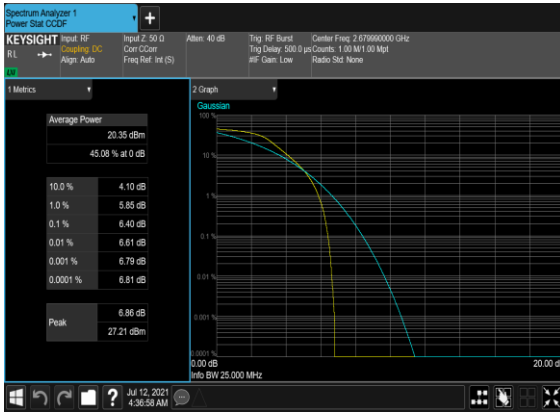 Spectrum Analyzer 1
Power Stat CCDF
KEYSIGHT
RL
LV
Input: RF
Coupling: DC
Align: Auto
Input Z: 50 Ω
Corr CCorr
Freq Ref: Int (S)
Atten: 40 dB
Trig: RF Burst
Trig Delay: 500.0 µs
#IF Gain: Low
Center Freq: 2.679990000 GHz
Counts: 1.00 M/1.00 Mpt
Radio Std: None
1 Metrics
Average Power
20.35 dBm
45.08 % at 0 dB
10.0 % 4.10 dB
1.0 % 5.85 dB
0.1 % 6.40 dB
0.01 % 6.61 dB
0.001 % 6.79 dB
0.0001 % 6.81 dB
Peak
6.86 dB
27.21 dBm
2 Graph
Gaussian
100 %
10 %
1 %
0.1 %
0.01 %
0.001 %
0.0001 %
0.00 dB
20.00 d
Info BW 25.000 MHz
?
Jul 12, 2021
4:36:58 AM